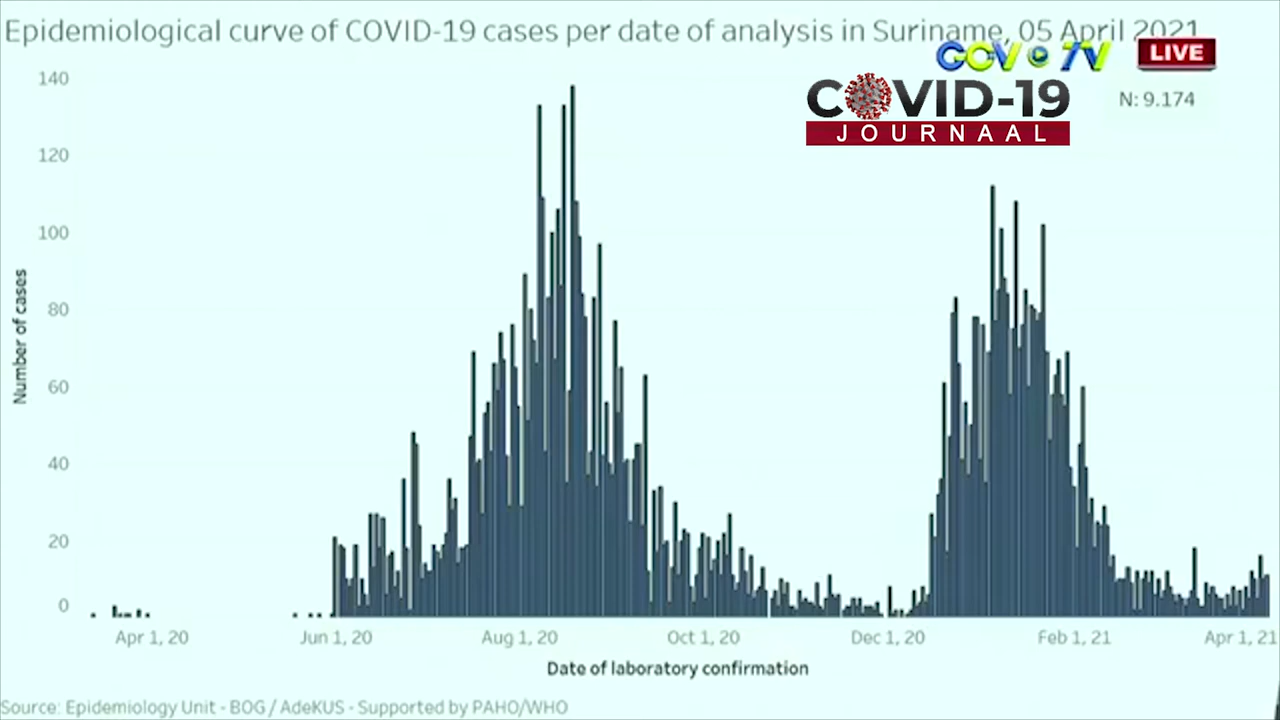 Epidemiological curve of COVID-19 cases per date of analysis in Suriname, 05 April 2021
GOV TV
LIVE
COVID-19
JOURNAAL
N: 9.174
140
120
100
80
60
40
20
0
Number of cases
Apr 1, 20
Jun 1, 20
Aug 1, 20
Oct 1, 20
Dec 1, 20
Feb 1, 21
Apr 1, 21
Date of laboratory confirmation
Source: Epidemiology Unit - BOG / AdeKUS - Supported by PAHO/WHO